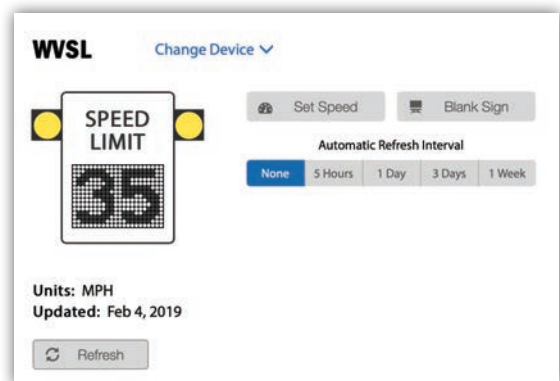 WVSL
Change Device
SPEED
LIMIT
35
Set Speed
Blank Sign
Automatic Refresh Interval
None
5 Hours
1 Day
3 Days
1 Week
Units: MPH
Updated: Feb 4, 2019
Refresh